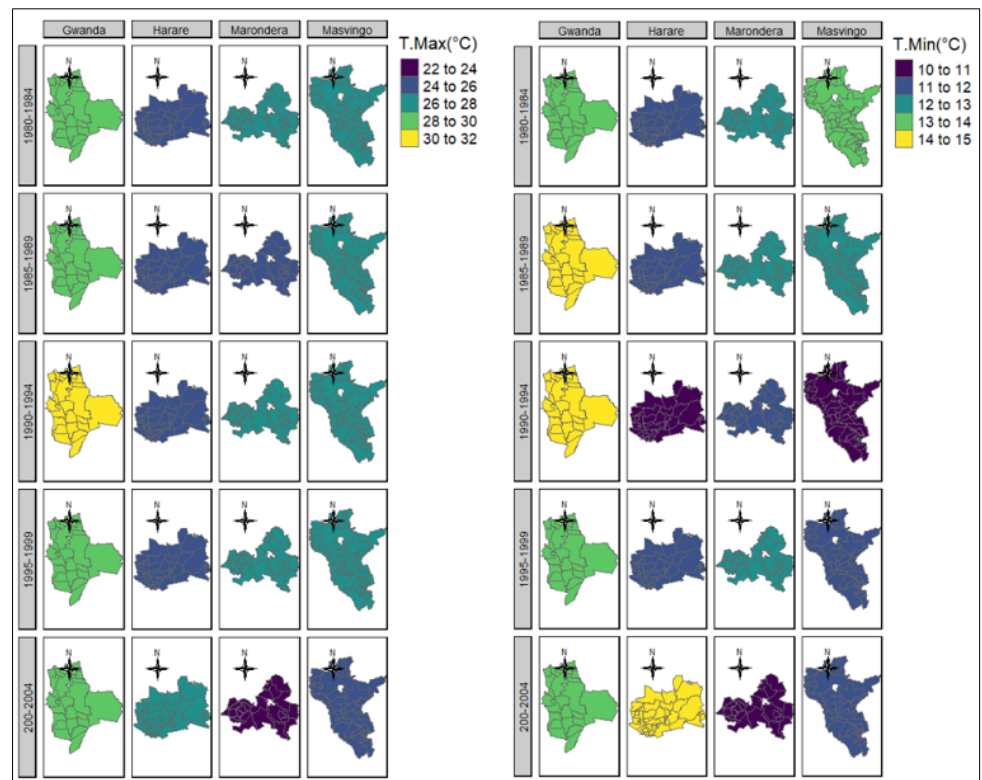 Gwanda Harare Marondera Masvingo
T.Max(°C)
22 to 24
24 to 26
26 to 28
28 to 30
30 to 32
1980-1984
N N N N
1985-1989
N N N N
1990-1994
N N N N
1995-1999
N N N N
200-2004
N N N N
Gwanda Harare Marondera Masvingo
T.Min(°C)
10 to 11
11 to 12
12 to 13
13 to 14
14 to 15
1980-1984
N N N N
1985-1989
N N N N
1990-1994
N N N N
1995-1999
N N N N
200-2004
N N N N